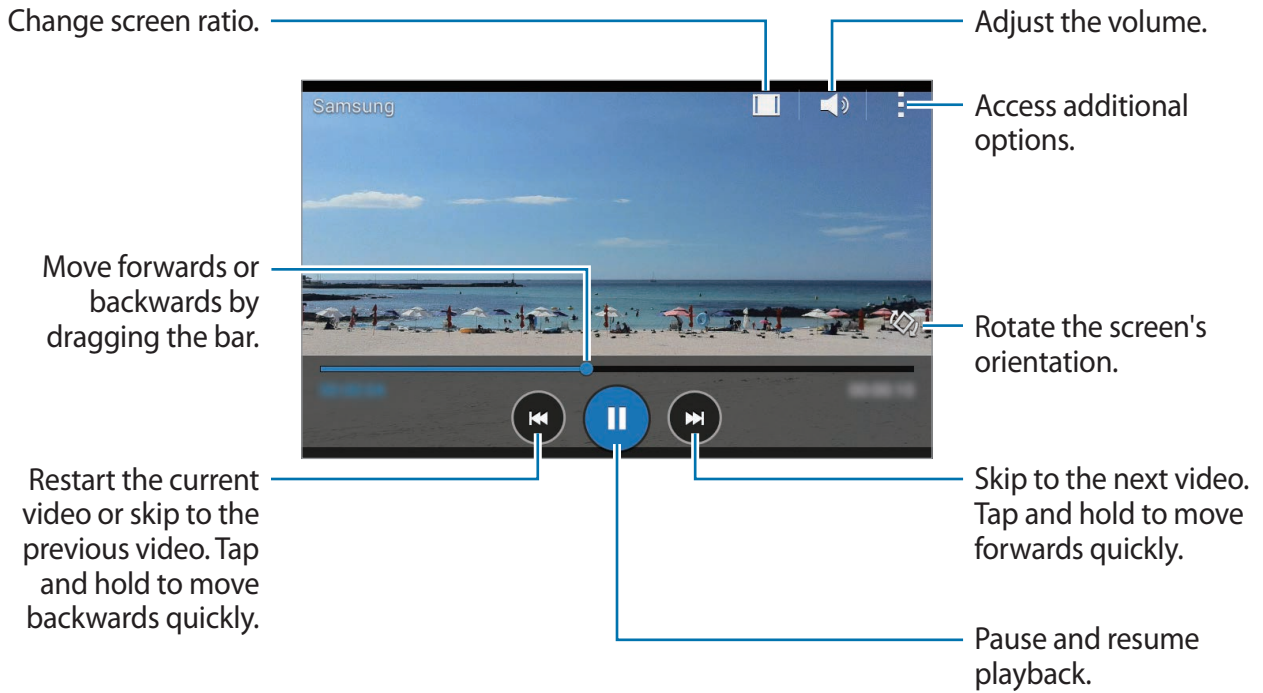 Change screen ratio.
Adjust the volume.
Samsung
Access additional
options.
Move forwards or
backwards by
dragging the bar.
Rotate the screen's
orientation.
Restart the current
video or skip to the
previous video. Tap
and hold to move
backwards quickly.
Skip to the next video.
Tap and hold to move
forwards quickly.
Pause and resume
playback.